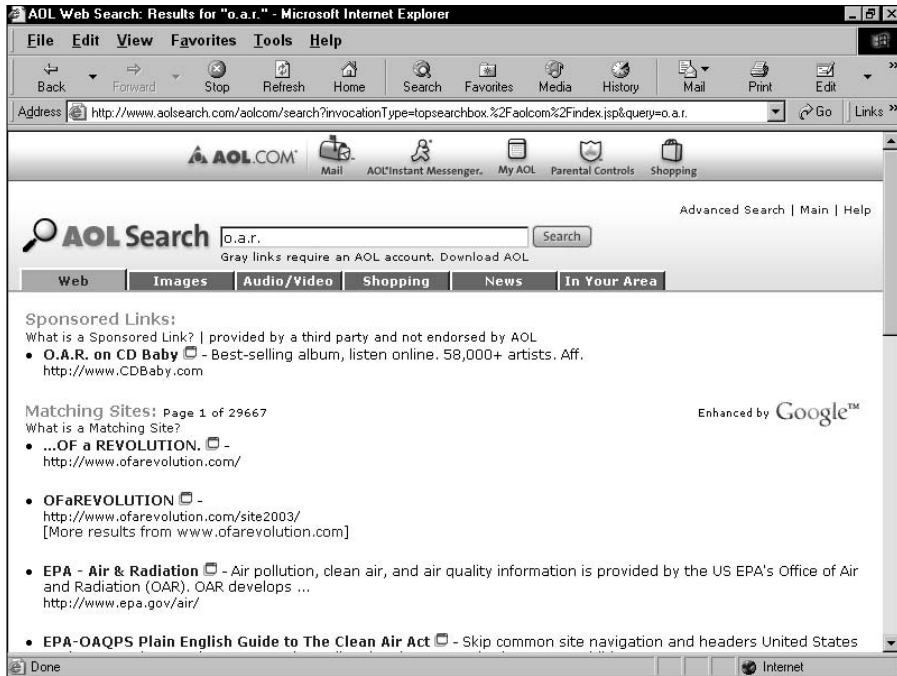 AOL Web Search: Results for "o.a.r." - Microsoft Internet Explorer
File Edit View Favorites Tools Help
Back Forward Stop Refresh Home Search Favorites Media History Mail Print Edit »
Address http://www.aolsearch.com/aolcom/search?invocationType=topsearchbox.%2Faolcom%2Findex.jsp&query=o.a.r. Go Links »
AOL.COM Mail AOL Instant Messenger. My AOL Parental Controls Shopping
Advanced Search | Main | Help
AOL Search o.a.r. Search
Gray links require an AOL account. Download AOL
Web Images Audio/Video Shopping News In Your Area
Sponsored Links:
What is a Sponsored Link? | provided by a third party and not endorsed by AOL
• O.A.R. on CD Baby - Best-selling album, listen online. 58,000+ artists. Aff.
http://www.CDBaby.com
Matching Sites: Page 1 of 29667 Enhanced by Google™
What is a Matching Site?
• ...OF a REVOLUTION. -
http://www.ofarevolution.com/
• OFaREVOLUTION -
http://www.ofarevolution.com/site2003/
[More results from www.ofarevolution.com]
• EPA - Air & Radiation - Air pollution, clean air, and air quality information is provided by the US EPA's Office of Air
and Radiation (OAR). OAR develops ...
http://www.epa.gov/air/
• EPA-OAQPS Plain English Guide to The Clean Air Act - Skip common site navigation and headers United States
Done Internet